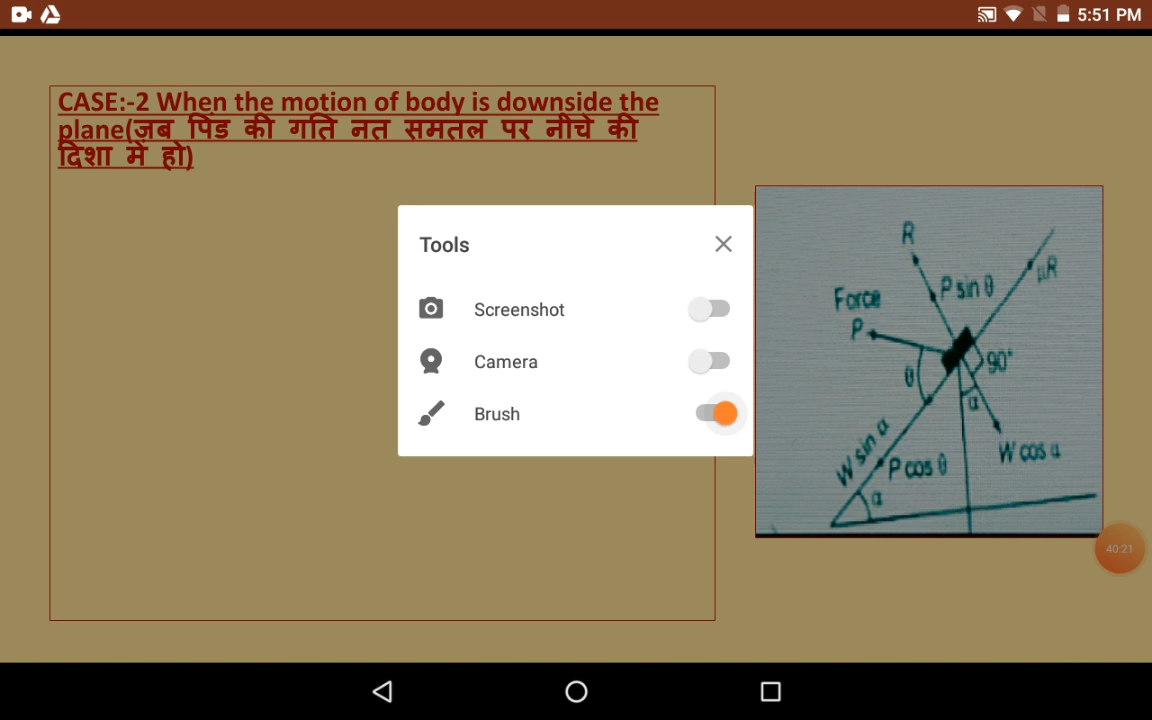 5:51 PM
CASE:-2 When the motion of body is downside the
plane(जब पिंड की गति नत समतल पर नीचे की
दिशा में हो)
Tools
Screenshot
Camera
Brush
R
P sin θ
μR
Force
P
90°
θ
α
W sin α
P cos θ
W cos α
α
40:21